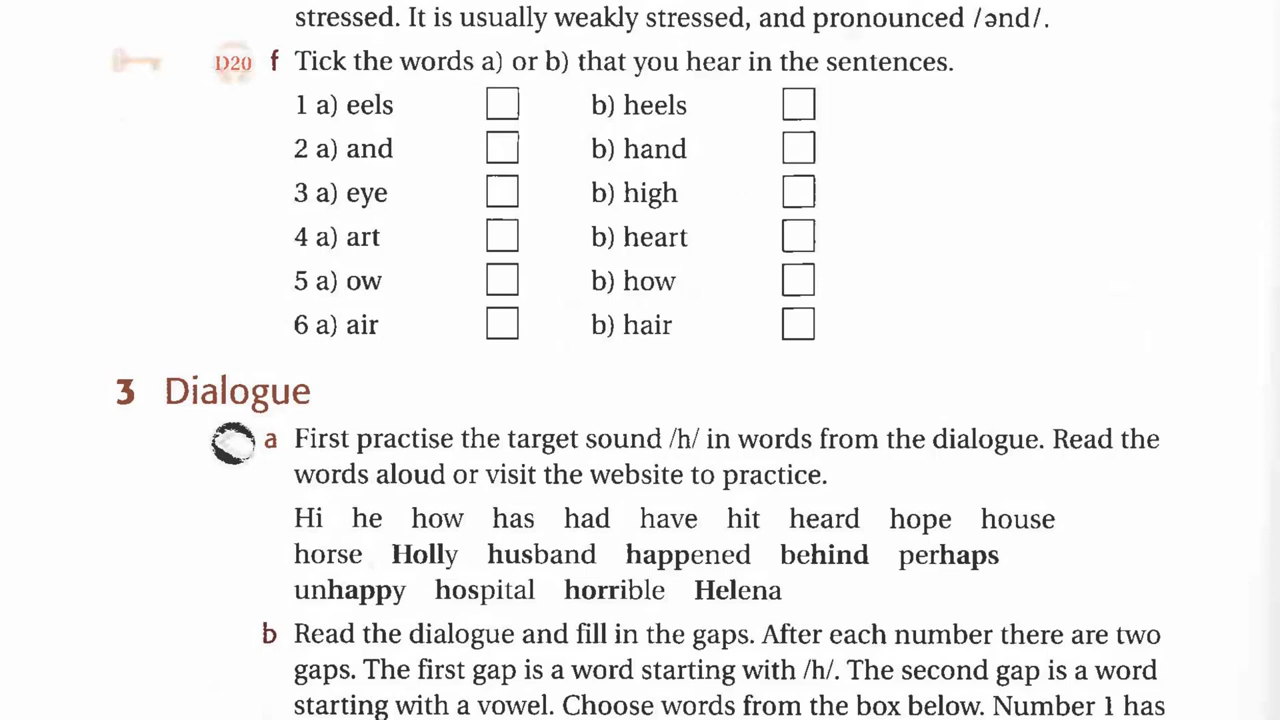 stressed. It is usually weakly stressed, and pronounced /ənd/.
D20 f Tick the words a) or b) that you hear in the sentences.
1 a) eels b) heels
2 a) and b) hand
3 a) eye b) high
4 a) art b) heart
5 a) ow b) how
6 a) air b) hair
3 Dialogue
a First practise the target sound /h/ in words from the dialogue. Read the
words aloud or visit the website to practice.
Hi he how has had have hit heard hope house
horse Holly husband happened behind perhaps
unhappy hospital horrible Helena
b Read the dialogue and fill in the gaps. After each number there are two
gaps. The first gap is a word starting with /h/. The second gap is a word
starting with a vowel. Choose words from the box below. Number 1 has